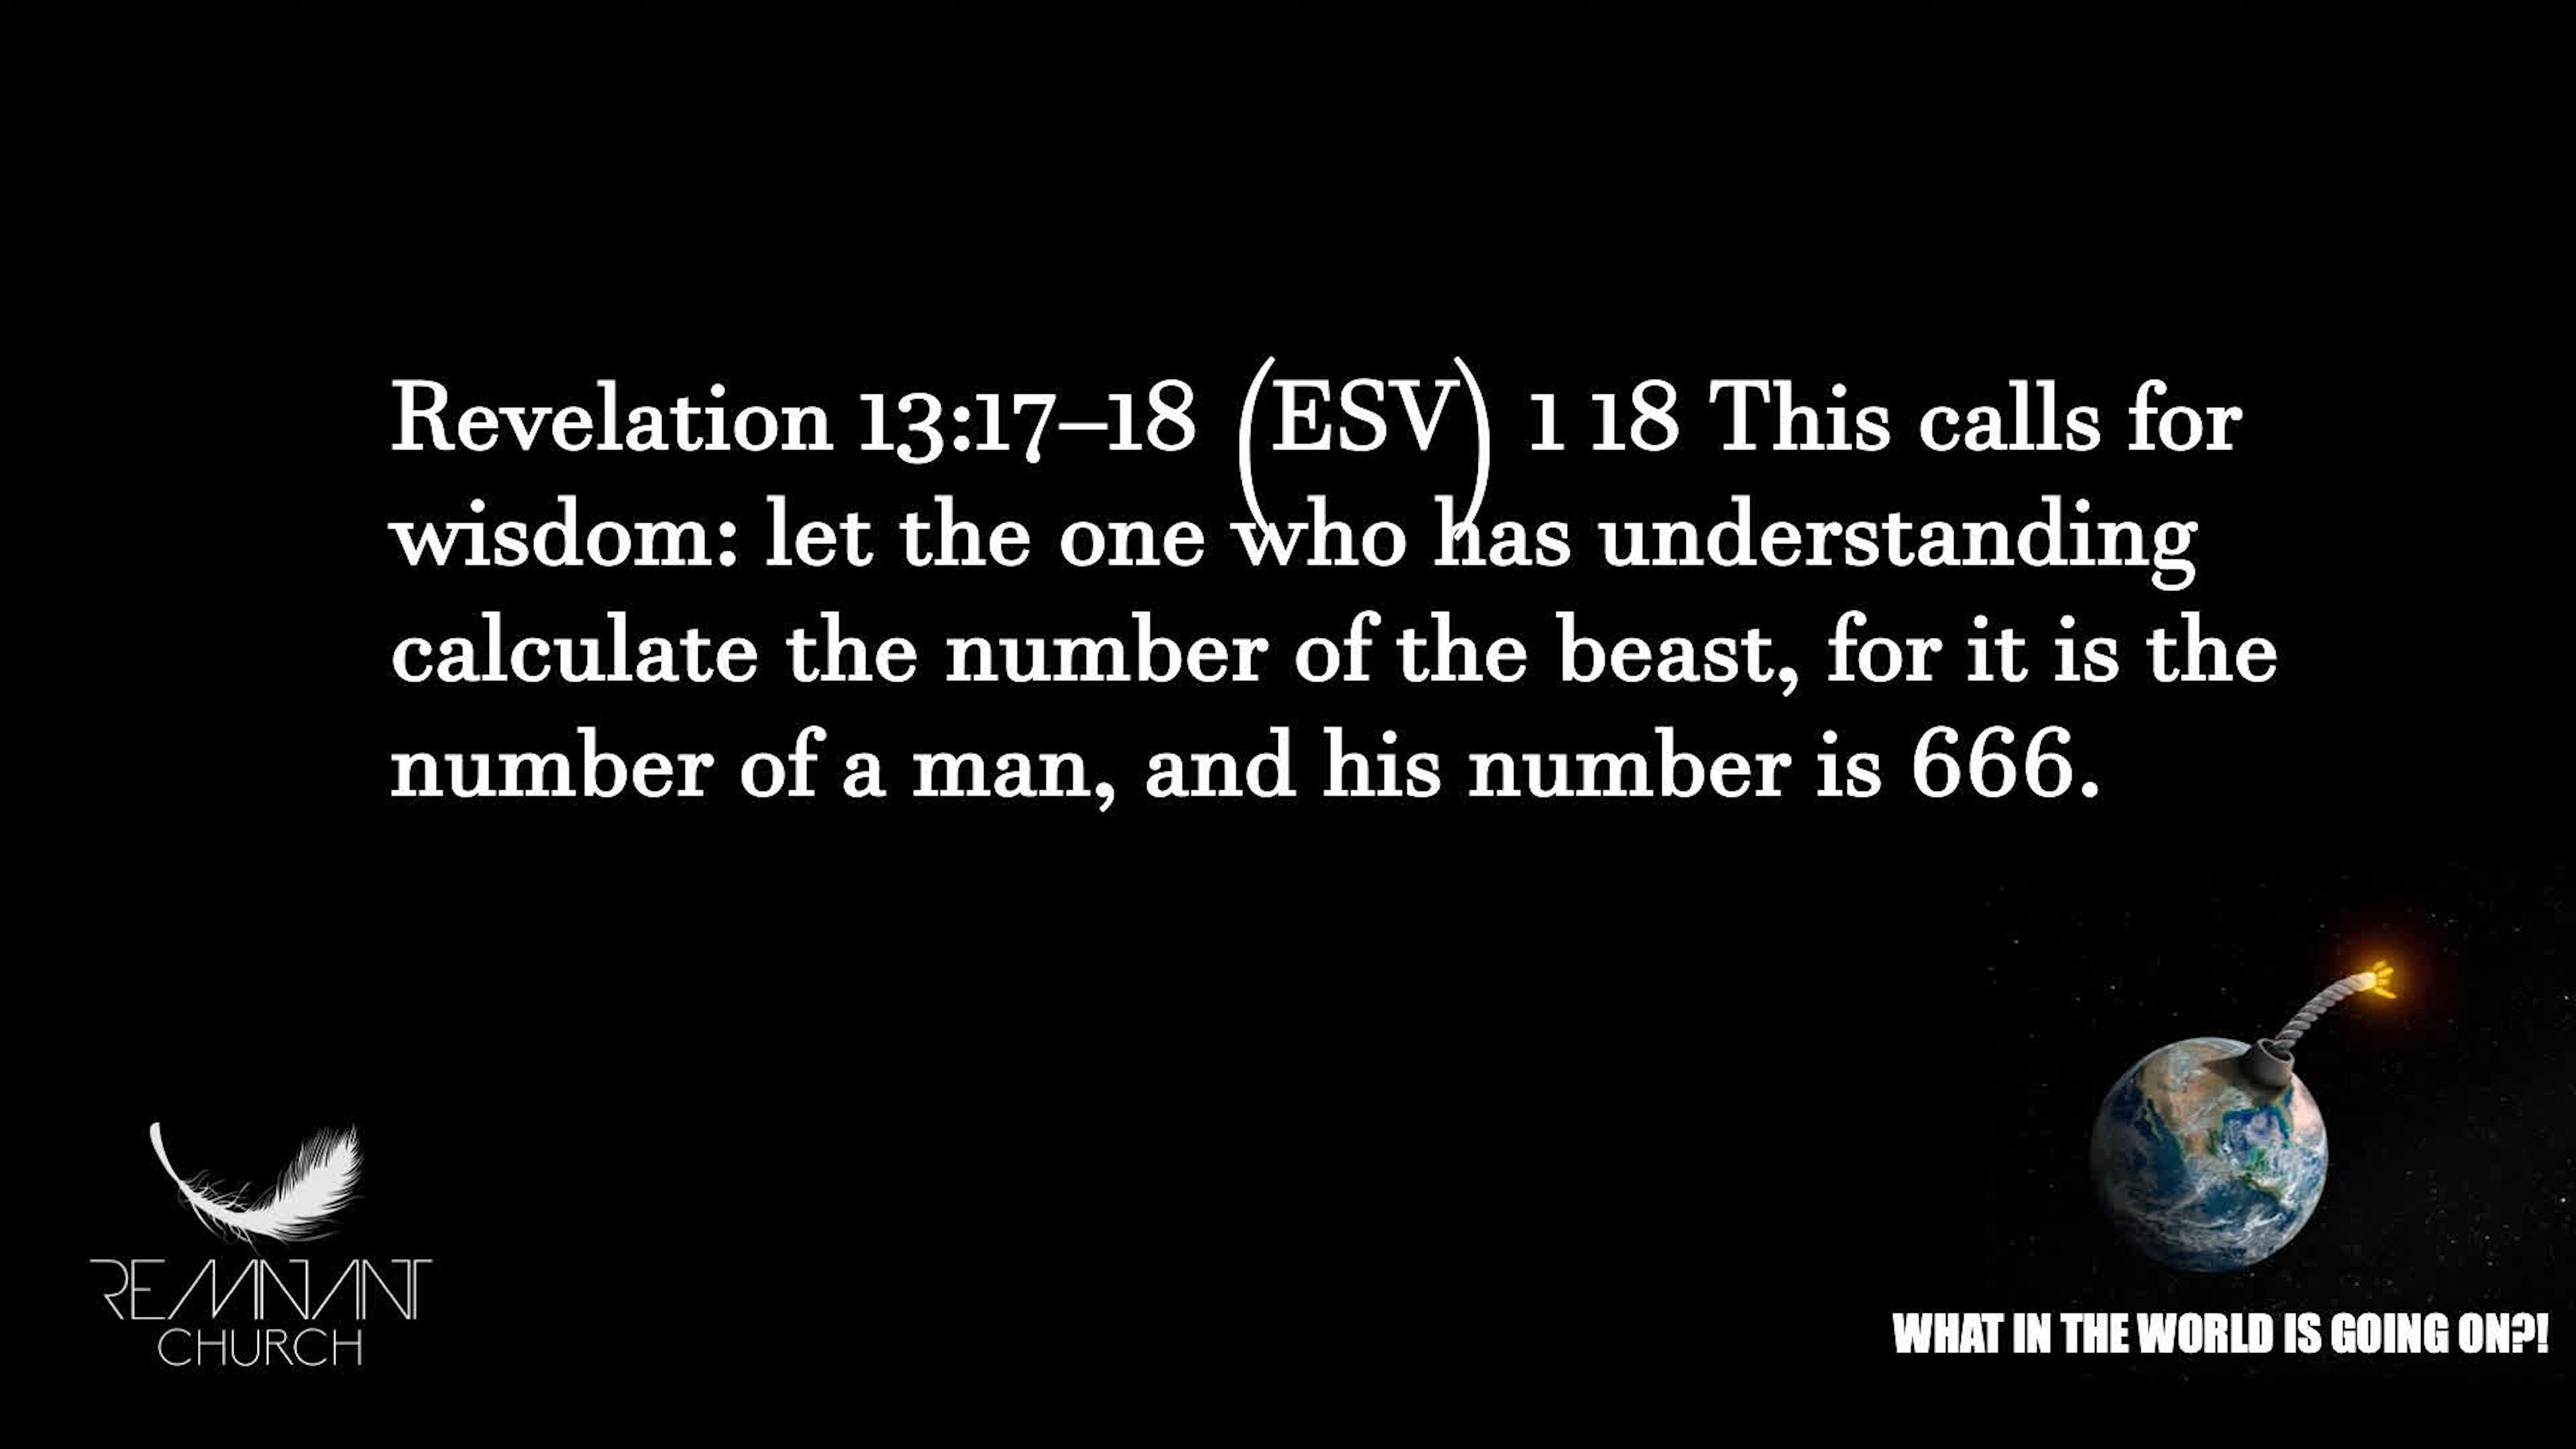 Revelation 13:17–18 (ESV) 1 18 This calls for
wisdom: let the one who has understanding
calculate the number of the beast, for it is the
number of a man, and his number is 666.
REMNANT
CHURCH
WHAT IN THE WORLD IS GOING ON?!